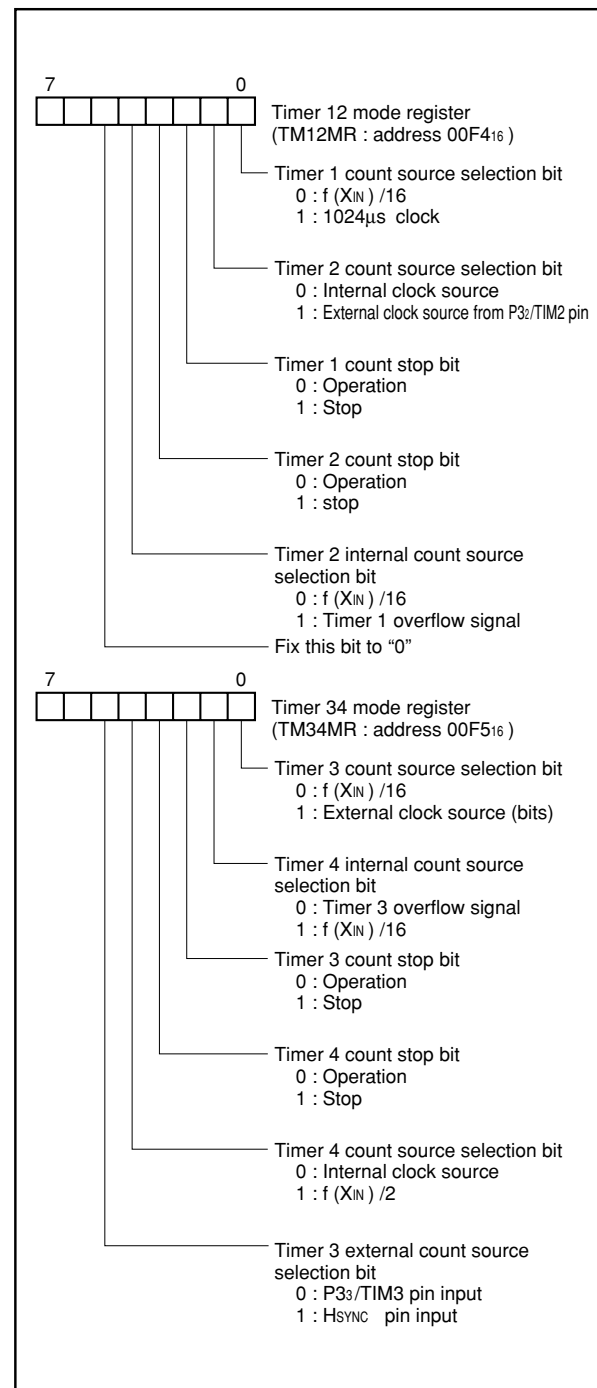 7 0
Timer 12 mode register
(TM12MR : address 00F4₁₆ )
Timer 1 count source selection bit
0 : f (XIN ) /16
1 : 1024μs clock
Timer 2 count source selection bit
0 : Internal clock source
1 : External clock source from P3₂/TIM2 pin
Timer 1 count stop bit
0 : Operation
1 : Stop
Timer 2 count stop bit
0 : Operation
1 : stop
Timer 2 internal count source
selection bit
0 : f (XIN ) /16
1 : Timer 1 overflow signal
Fix this bit to “0”
7 0
Timer 34 mode register
(TM34MR : address 00F5₁₆ )
Timer 3 count source selection bit
0 : f (XIN ) /16
1 : External clock source (bits)
Timer 4 internal count source
selection bit
0 : Timer 3 overflow signal
1 : f (XIN ) /16
Timer 3 count stop bit
0 : Operation
1 : Stop
Timer 4 count stop bit
0 : Operation
1 : Stop
Timer 4 count source selection bit
0 : Internal clock source
1 : f (XIN ) /2
Timer 3 external count source
selection bit
0 : P3₃/TIM3 pin input
1 : HSYNC pin input